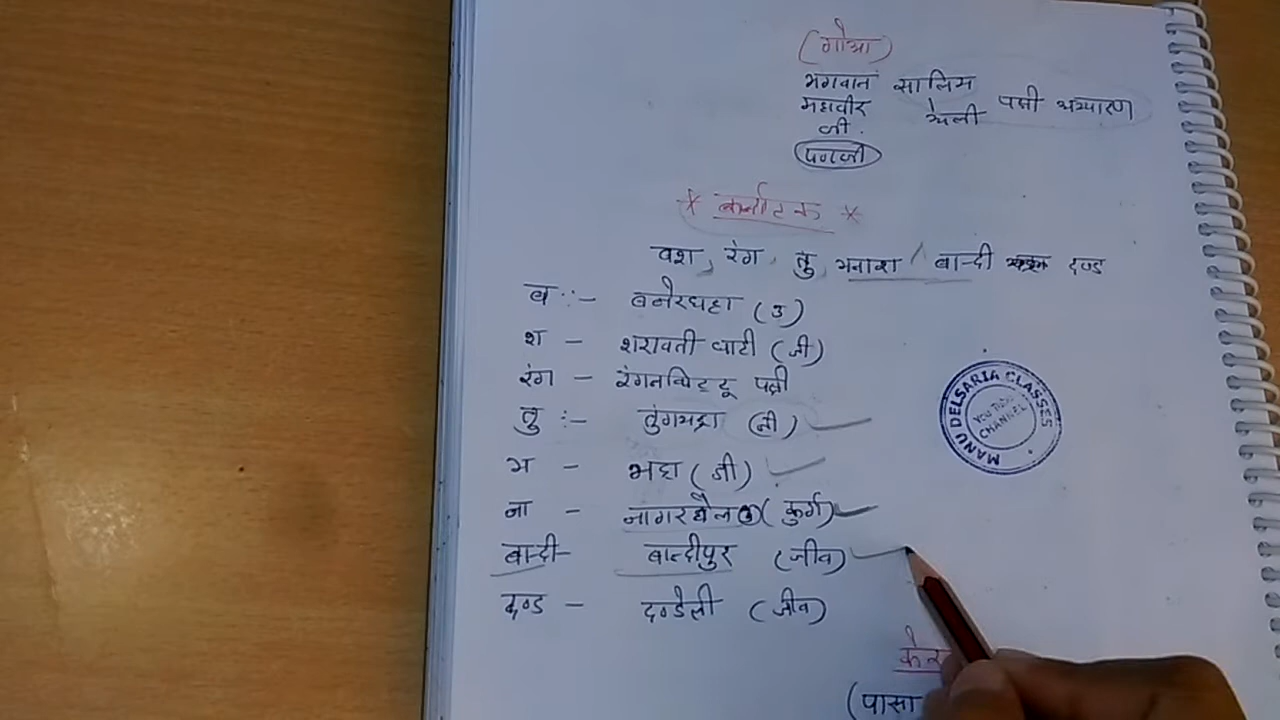 (गोआ)
भगवान सालिम
महावीर अली पक्षी अभ्यारण
जी.
पणजी
* कर्नाटक *
वश, रंग, तु, भनाश / बान्दी दण्ड
ब :- बनेरघट्टा (उ)
श - शरावती घाटी (जी)
रंग - रंगनथिट्टू पक्षी
तु :- तुंगभद्रा (जी)
भ - भद्रा (जी)
ना - नागरहोल (कुर्ग)
बान्दी - बान्दीपुर (जीव)
दण्ड - दण्डेली (जीव)
(पासा
MANU DELSARIA CLASSES
YOU TUBE
CHANNEL